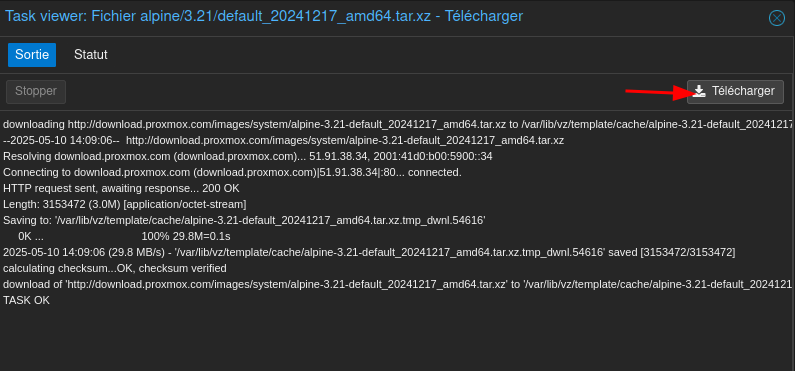 Task viewer: Fichier alpine/3.21/default_20241217_amd64.tar.xz - Télécharger
Sortie Statut
Stopper Télécharger
downloading http://download.proxmox.com/images/system/alpine-3.21-default_20241217_amd64.tar.xz to /var/lib/vz/template/cache/alpine-3.21-default_20241217
--2025-05-10 14:09:06-- http://download.proxmox.com/images/system/alpine-3.21-default_20241217_amd64.tar.xz
Resolving download.proxmox.com (download.proxmox.com)... 51.91.38.34, 2001:41d0:b00:5900::34
Connecting to download.proxmox.com (download.proxmox.com)|51.91.38.34|:80... connected.
HTTP request sent, awaiting response... 200 OK
Length: 3153472 (3.0M) [application/octet-stream]
Saving to: '/var/lib/vz/template/cache/alpine-3.21-default_20241217_amd64.tar.xz.tmp_dwnl.54616'
0K ... 100% 29.8M=0.1s
2025-05-10 14:09:06 (29.8 MB/s) - '/var/lib/vz/template/cache/alpine-3.21-default_20241217_amd64.tar.xz.tmp_dwnl.54616' saved [3153472/3153472]
calculating checksum...OK, checksum verified
download of 'http://download.proxmox.com/images/system/alpine-3.21-default_20241217_amd64.tar.xz' to '/var/lib/vz/template/cache/alpine-3.21-default_2024121
TASK OK